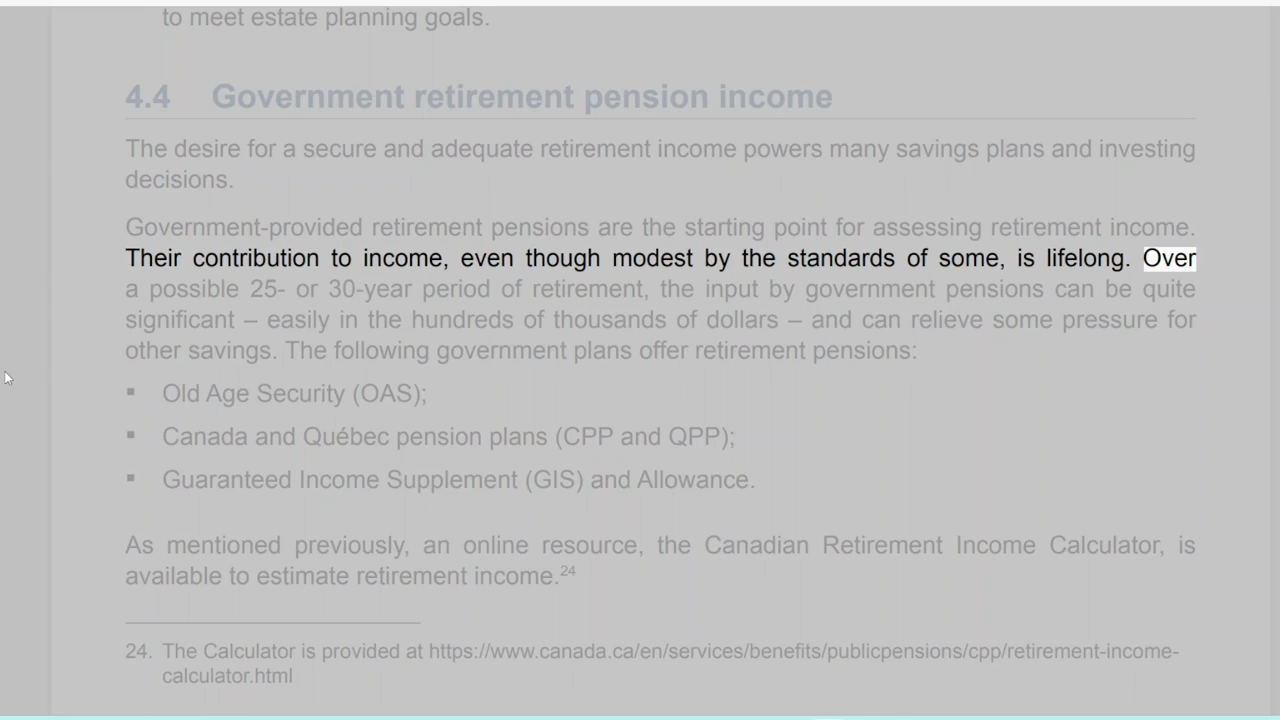 to meet estate planning goals.
4.4 Government retirement pension income
The desire for a secure and adequate retirement income powers many savings plans and investing
decisions.
Government-provided retirement pensions are the starting point for assessing retirement income.
Their contribution to income, even though modest by the standards of some, is lifelong. Over
a possible 25- or 30-year period of retirement, the input by government pensions can be quite
significant – easily in the hundreds of thousands of dollars – and can relieve some pressure for
other savings. The following government plans offer retirement pensions:
▪ Old Age Security (OAS);
▪ Canada and Québec pension plans (CPP and QPP);
▪ Guaranteed Income Supplement (GIS) and Allowance.
As mentioned previously, an online resource, the Canadian Retirement Income Calculator, is
available to estimate retirement income.24
24. The Calculator is provided at https://www.canada.ca/en/services/benefits/publicpensions/cpp/retirement-income-
calculator.html